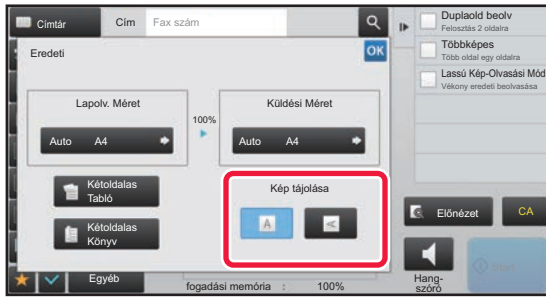 Címtár
Cím
Fax szám
Eredeti
OK
Lapolv. Méret
100%
Küldési Méret
Auto A4
Auto A4
Kétoldalas
Tabló
Kétoldalas
Könyv
Kép tájolása
A
A
Egyéb
fogadási memória : 100%
Duplaold beolv
Felosztás 2 oldalra
Többképes
Több oldal egy oldalra
Lassú Kép-Olvasási Mód
Vékony eredeti beolvasása
Előnézet
CA
Hang-
szóró
Start